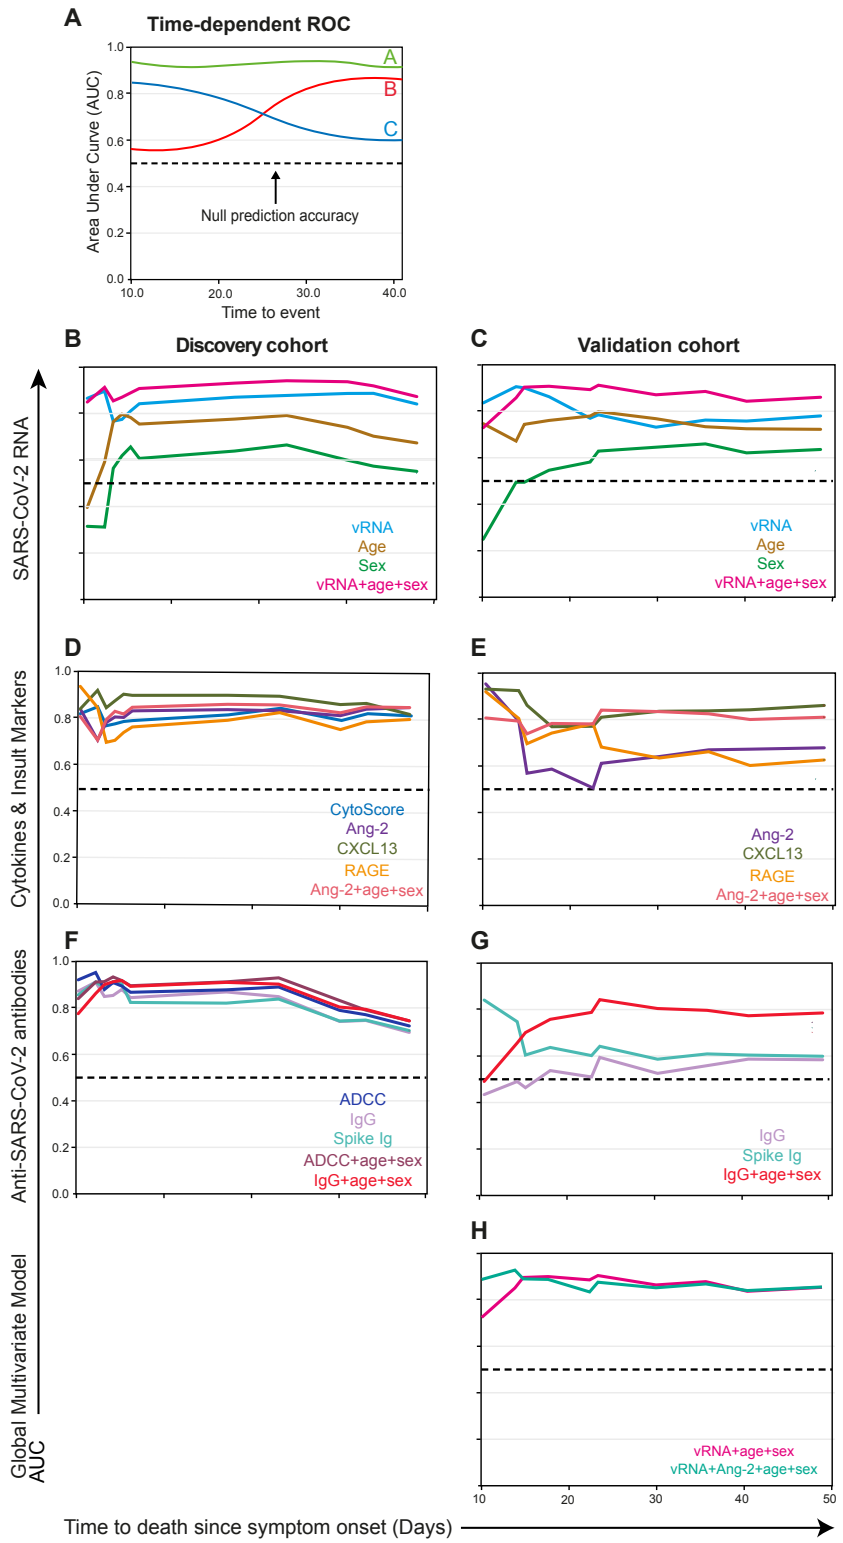 A
Time-dependent ROC
Area Under Curve (AUC)
1.0
0.8
0.6
0.4
0.2
0.0
A
B
C
Null prediction accuracy
10.0
20.0
30.0
40.0
Time to event
B
Discovery cohort
SARS-CoV-2 RNA
vRNA
Age
Sex
vRNA+age+sex
C
Validation cohort
vRNA
Age
Sex
vRNA+age+sex
D
Cytokines & Insult Markers
1.0
0.8
0.6
0.4
0.2
0.0
CytoScore
Ang-2
CXCL13
RAGE
Ang-2+age+sex
E
Ang-2
CXCL13
RAGE
Ang-2+age+sex
F
Anti-SARS-CoV-2 antibodies
1.0
0.8
0.6
0.4
0.2
0.0
ADCC
IgG
Spike Ig
ADCC+age+sex
IgG+age+sex
G
IgG
Spike Ig
IgG+age+sex
H
Global Multivariate Model
AUC
vRNA+age+sex
vRNA+Ang-2+age+sex
10
20
30
40
50
Time to death since symptom onset (Days)